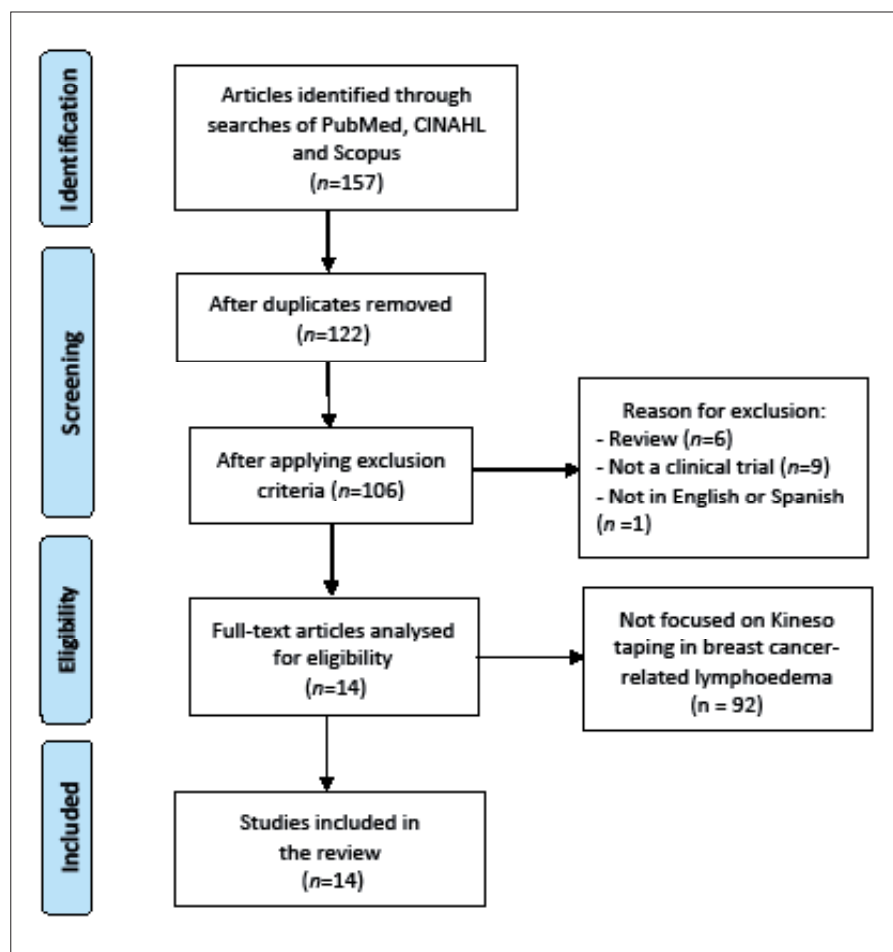 Identification
Articles identified through
searches of PubMed, CINAHL
and Scopus
(n=157)
Screening
After duplicates removed
(n=122)
After applying exclusion
criteria (n=106)
Reason for exclusion:
- Review (n=6)
- Not a clinical trial (n=9)
- Not in English or Spanish
(n =1)
Eligibility
Full-text articles analysed
for eligibility
(n=14)
Not focused on Kineso
taping in breast cancer-
related lymphoedema
(n = 92)
Included
Studies included in
the review
(n=14)